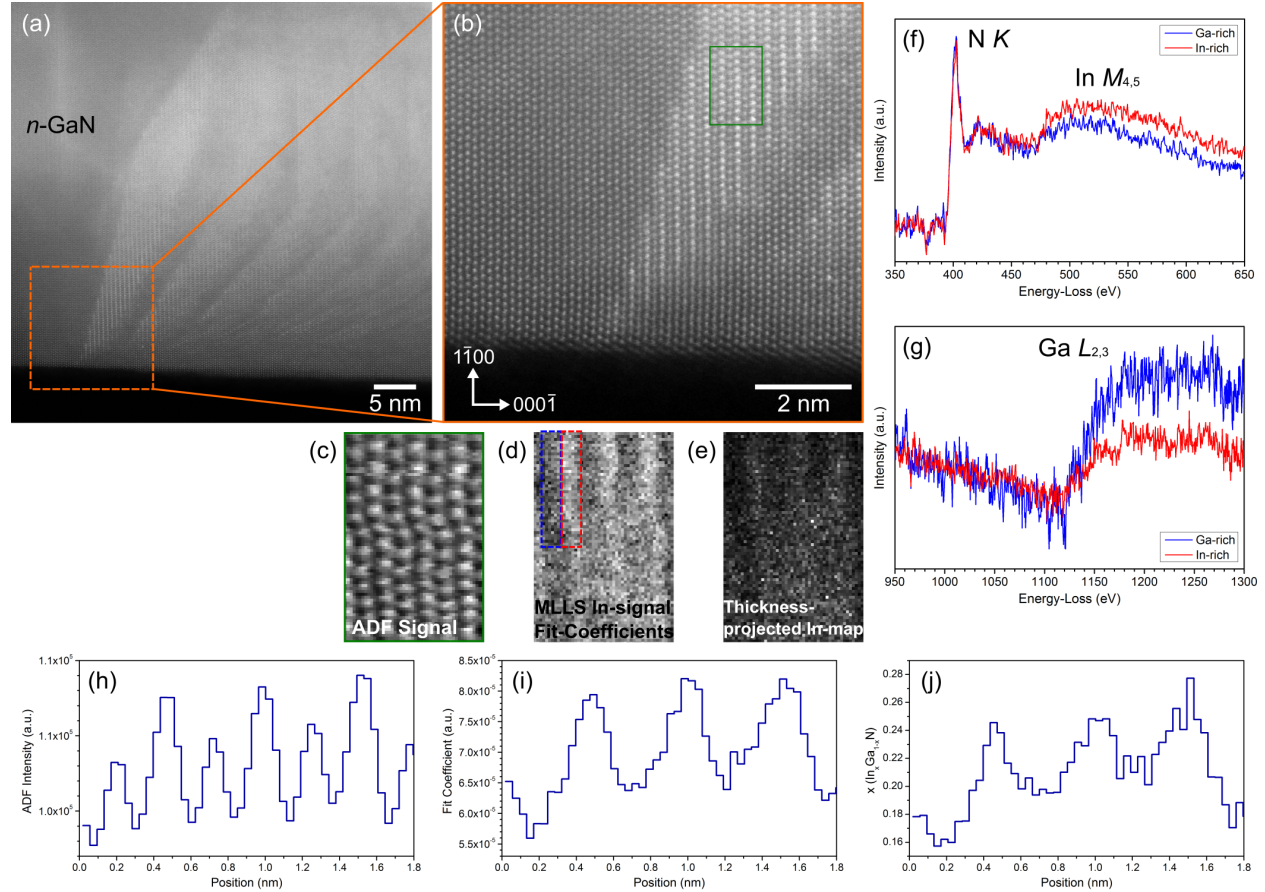 (a)
n-GaN
5 nm
(b)
11̅00
0001̅
2 nm
(c)
ADF Signal
(d)
MLLS In-signal
Fit-Coefficients
(e)
Thickness-
projected In-map
(f)
N K
In M4,5
Ga-rich
In-rich
Intensity (a.u.)
350 400 450 500 550 600 650
Energy-Loss (eV)
(g)
Ga L2,3
Intensity (a.u.)
Ga-rich
In-rich
950 1000 1050 1100 1150 1200 1250 1300
Energy-Loss (eV)
(h)
1.1x10⁵
1.1x10⁵
1.0x10⁵
ADF Intensity (a.u.)
0.0 0.2 0.4 0.6 0.8 1.0 1.2 1.4 1.6 1.8
Position (nm)
(i)
8.5x10⁻⁵
8.0x10⁻⁵
7.5x10⁻⁵
7.0x10⁻⁵
6.5x10⁻⁵
6.0x10⁻⁵
5.5x10⁻⁵
Fit Coefficient (a.u.)
0.0 0.2 0.4 0.6 0.8 1.0 1.2 1.4 1.6 1.8
Position (nm)
(j)
0.28
0.26
0.24
0.22
0.20
0.18
0.16
x (InxGa1-xN)
0.0 0.2 0.4 0.6 0.8 1.0 1.2 1.4 1.6 1.8
Position (nm)